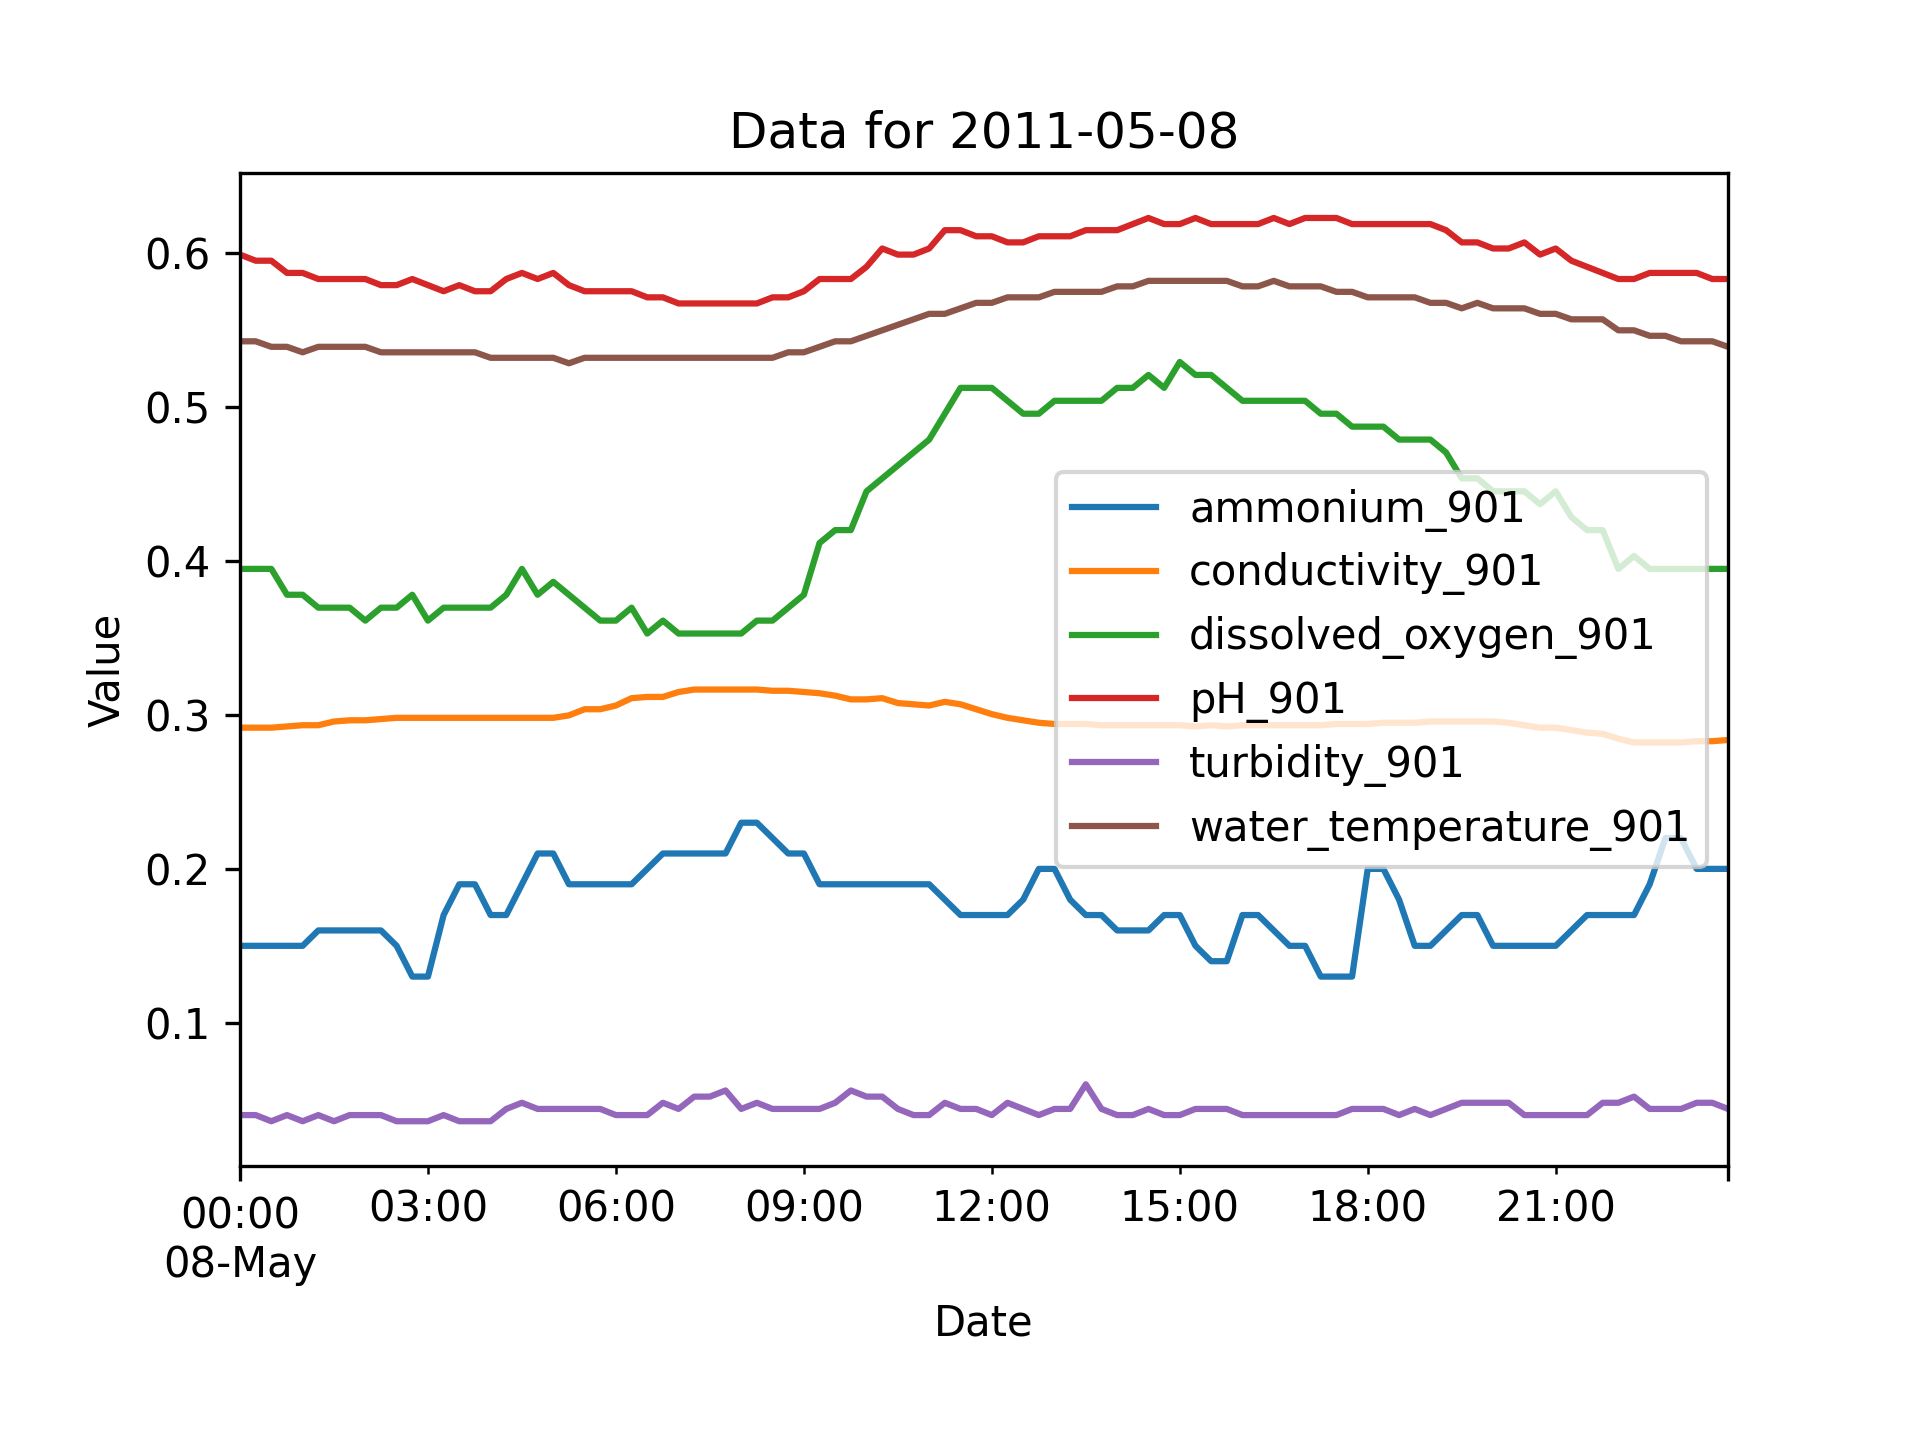 Data for 2011-05-08
Value
0.6
0.5
0.4
0.3
0.2
0.1
ammonium_901
conductivity_901
dissolved_oxygen_901
pH_901
turbidity_901
water_temperature_901
00:00 03:00 06:00 09:00 12:00 15:00 18:00 21:00
08-May
Date